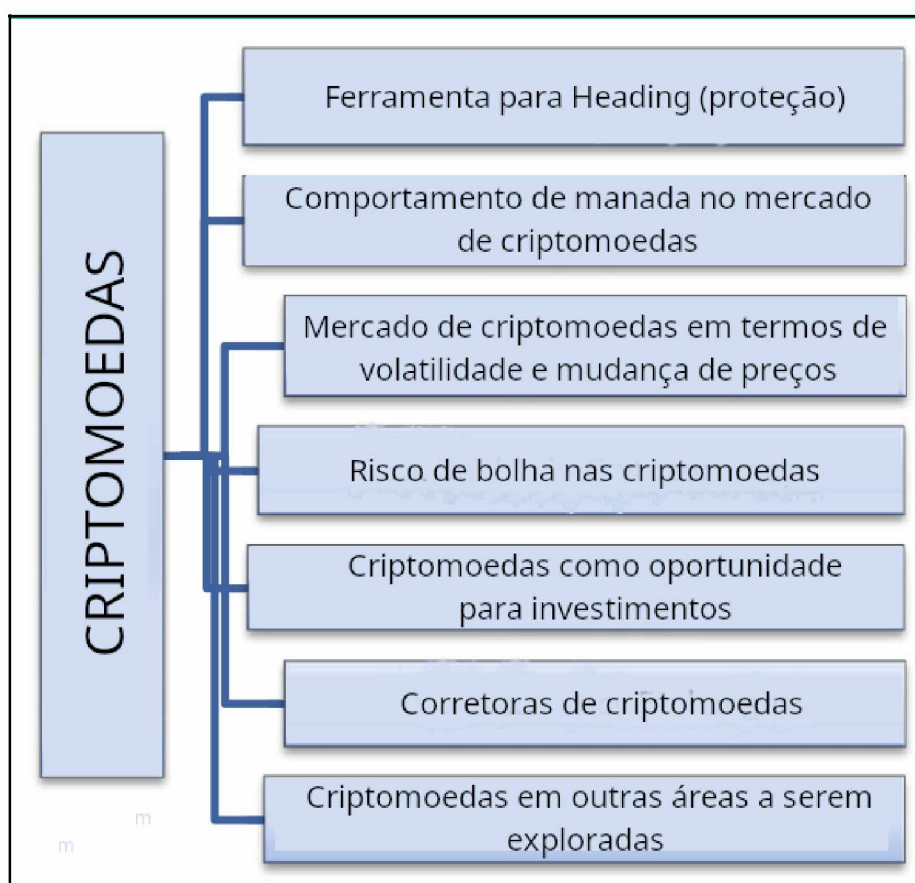 CRIPTOMOEDAS
Ferramenta para Heading (proteção)
Comportamento de manada no mercado
de criptomoedas
Mercado de criptomoedas em termos de
volatilidade e mudança de preços
Risco de bolha nas criptomoedas
Criptomoedas como oportunidade
para investimentos
Corretoras de criptomoedas
Criptomoedas em outras áreas a serem
exploradas
m
m